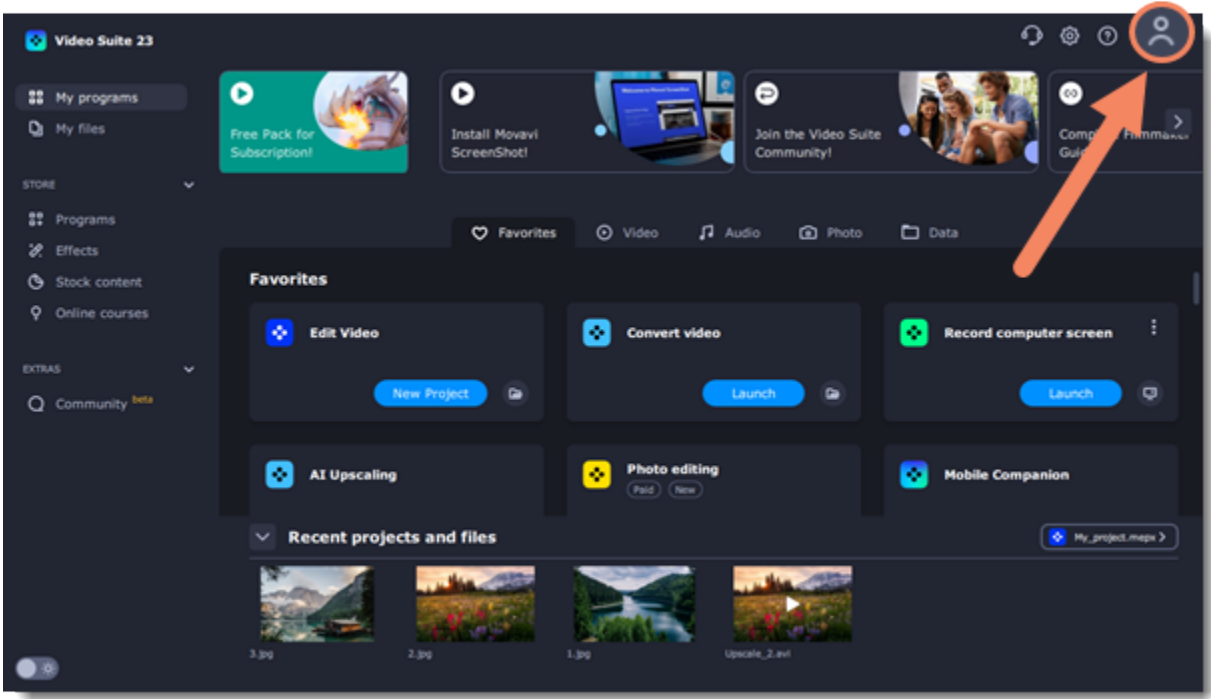 Video Suite 23
My programs
My files
STORE
Programs
Effects
Stock content
Online courses
EXTRAS
Community beta
Free Pack for
Subscription!
Install Movavi
ScreenShot!
Join the Video Suite
Community!
Favorites
Video
Audio
Photo
Data
Favorites
Edit Video
New Project
Convert video
Launch
Record computer screen
Launch
AI Upscaling
Photo editing
Paid New
Mobile Companion
Recent projects and files
My_project.mepx
3.jpg
2.jpg
1.jpg
Upscale_2.avi